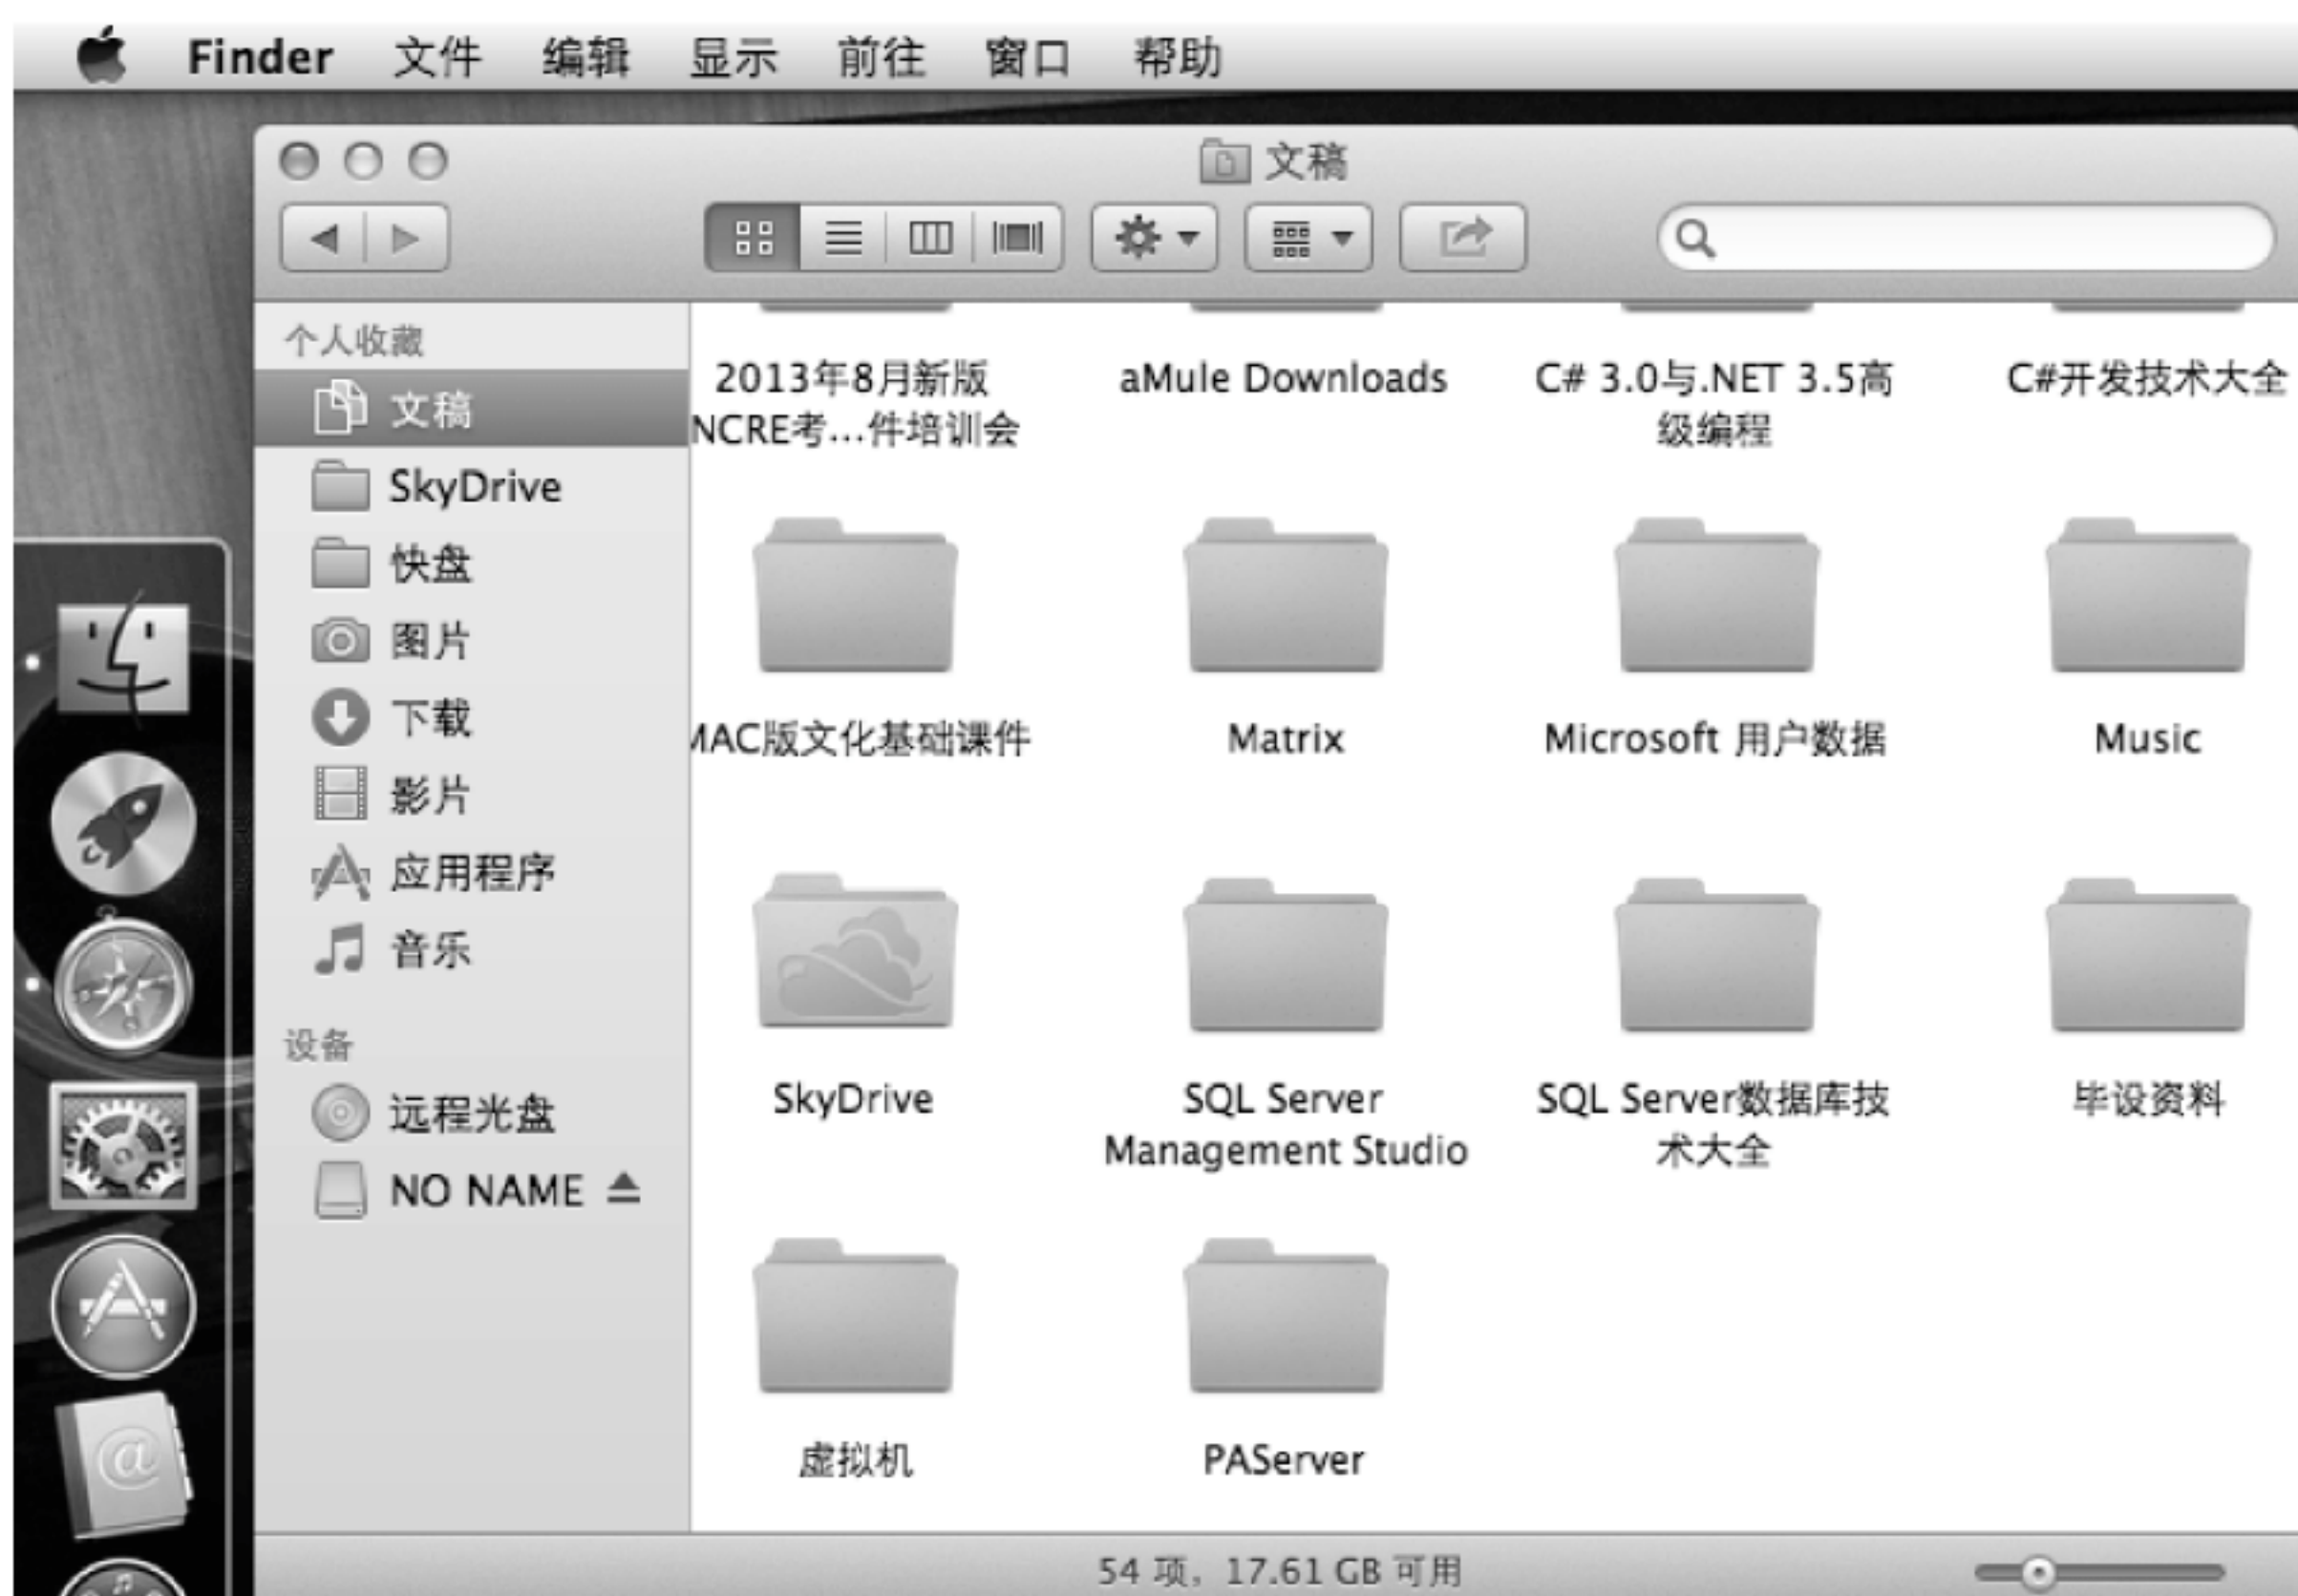 Finder 文件 编辑 显示 前往 窗口 帮助
文稿
个人收藏
文稿
SkyDrive
快盘
图片
下载
影片
应用程序
音乐
设备
远程光盘
NO NAME
2013年8月新版
NCRE考...件培训会
aMule Downloads
C# 3.0与.NET 3.5高
级编程
C#开发技术大全
MAC版文化基础课件
Matrix
Microsoft 用户数据
Music
SkyDrive
SQL Server
Management Studio
SQL Server数据库技
术大全
毕设资料
虚拟机
PAServer
54 项，17.61 GB 可用